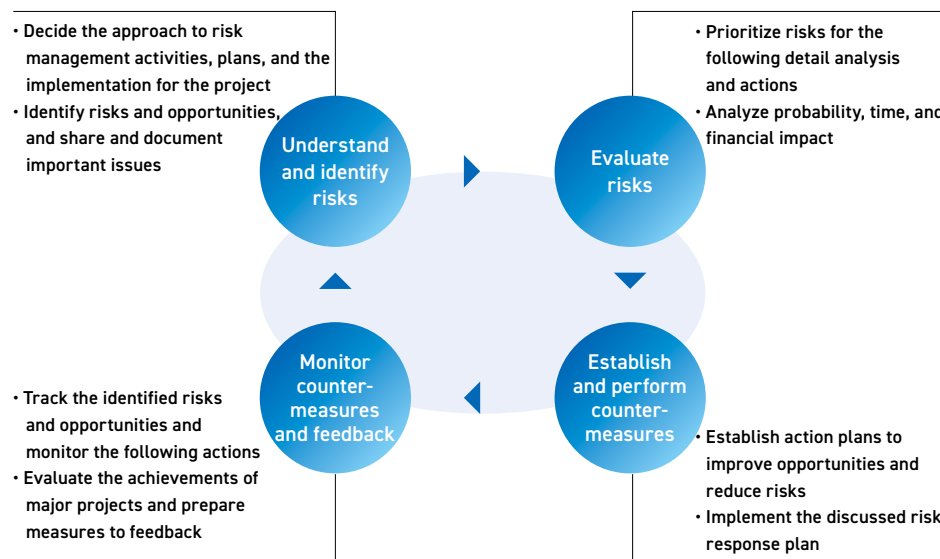 • Decide the approach to risk
management activities, plans, and the
implementation for the project
• Identify risks and opportunities,
and share and document
important issues
Understand
and identify
risks
• Prioritize risks for the
following detail analysis
and actions
• Analyze probability, time, and
financial impact
Evaluate
risks
Monitor
counter-
measures
and feedback
• Track the identified risks
and opportunities and
monitor the following actions
• Evaluate the achievements of
major projects and prepare
measures to feedback
Establish
and perform
counter-
measures
• Establish action plans to
improve opportunities and
reduce risks
• Implement the discussed risk
response plan